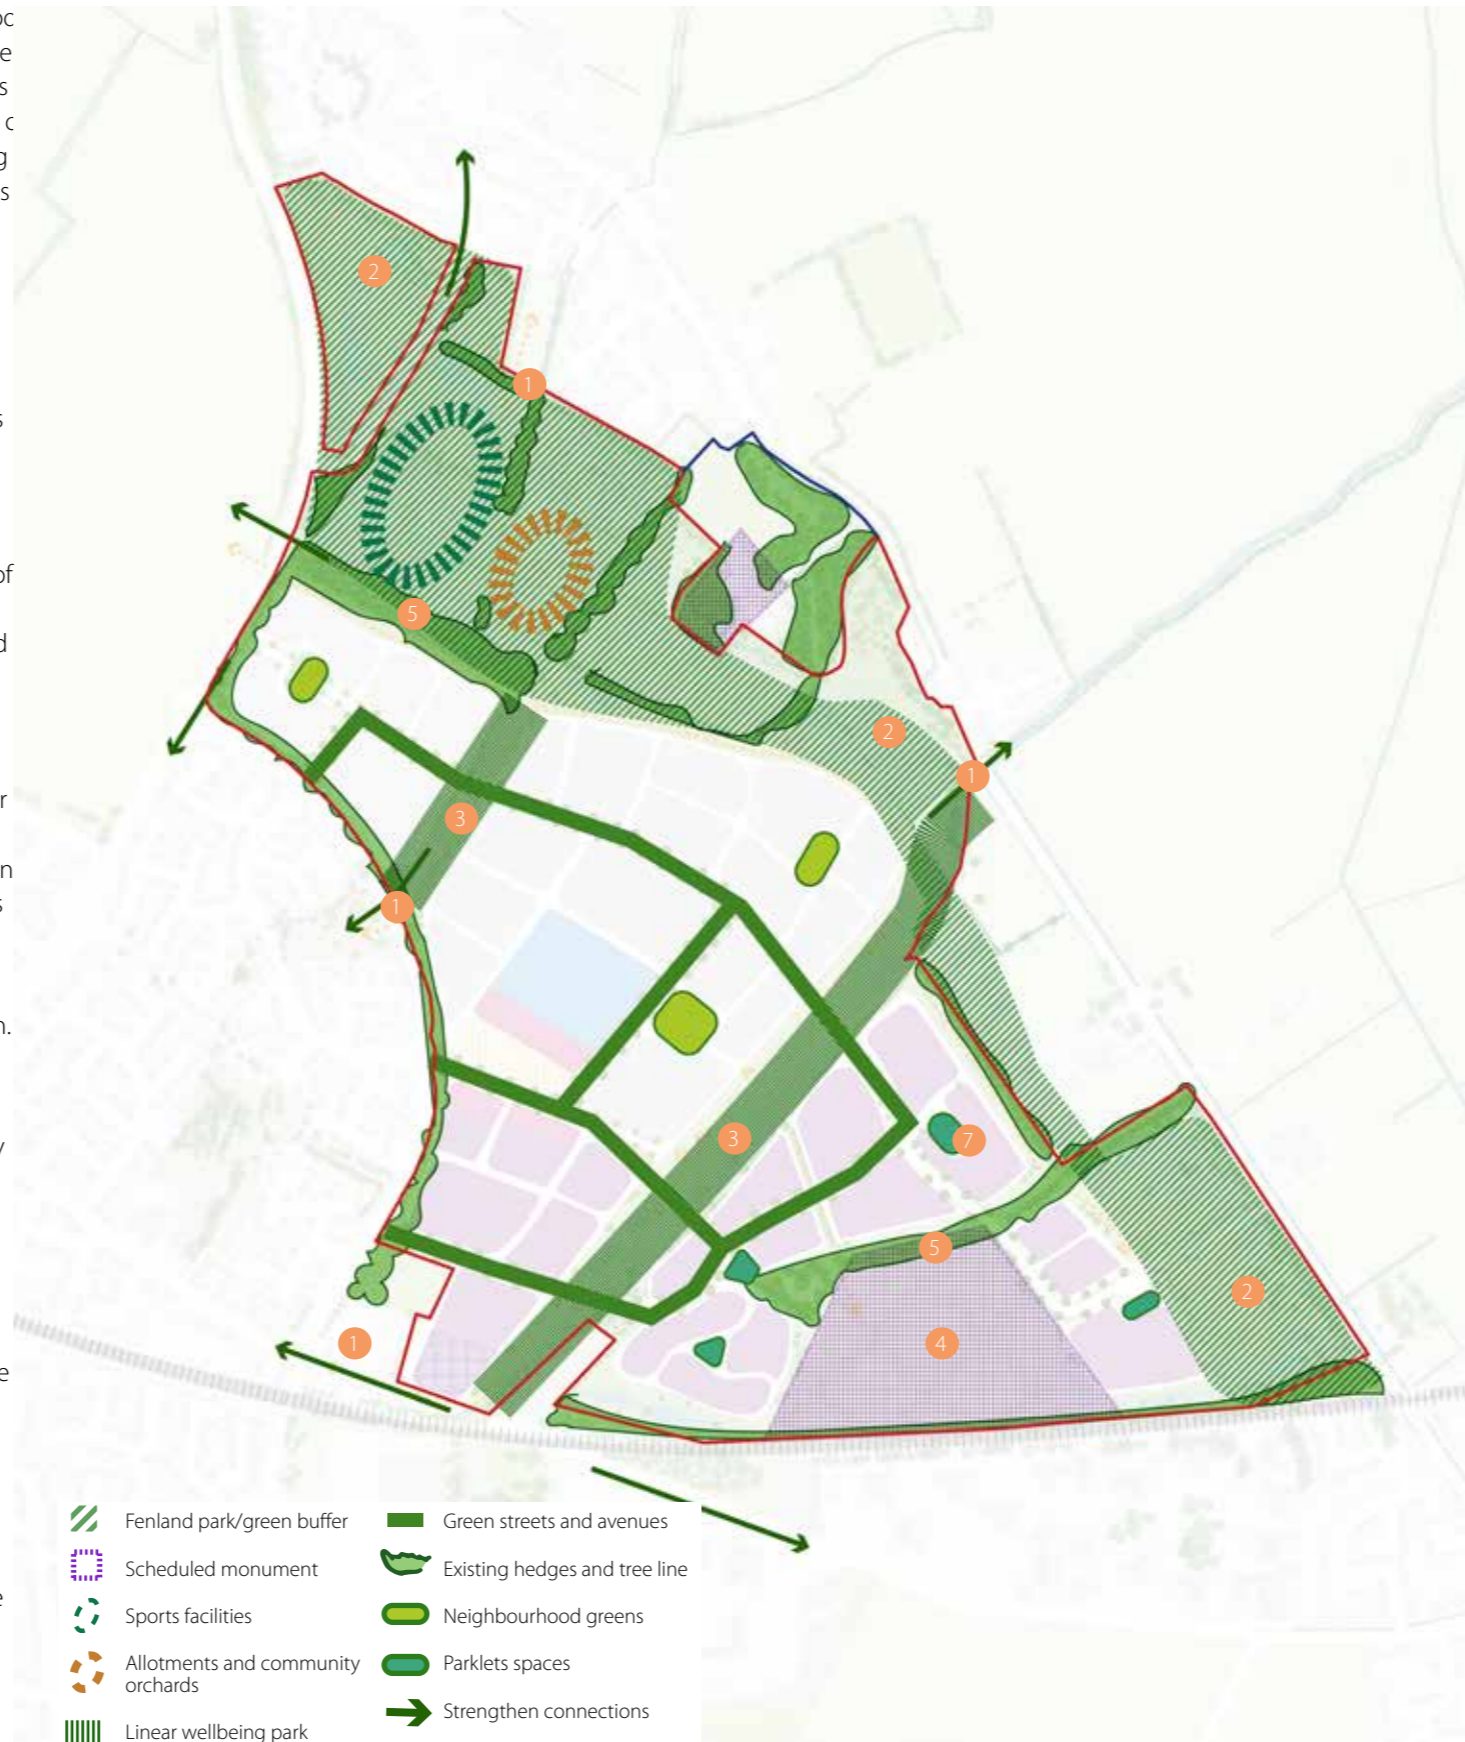 2
1
5
2
1
3
1
3
7
5
2
4
1
Fenland park/green buffer
Scheduled monument
Sports facilities
Allotments and community
orchards
Linear wellbeing park
Green streets and avenues
Existing hedges and tree line
Neighbourhood greens
Parklets spaces
Strengthen connections